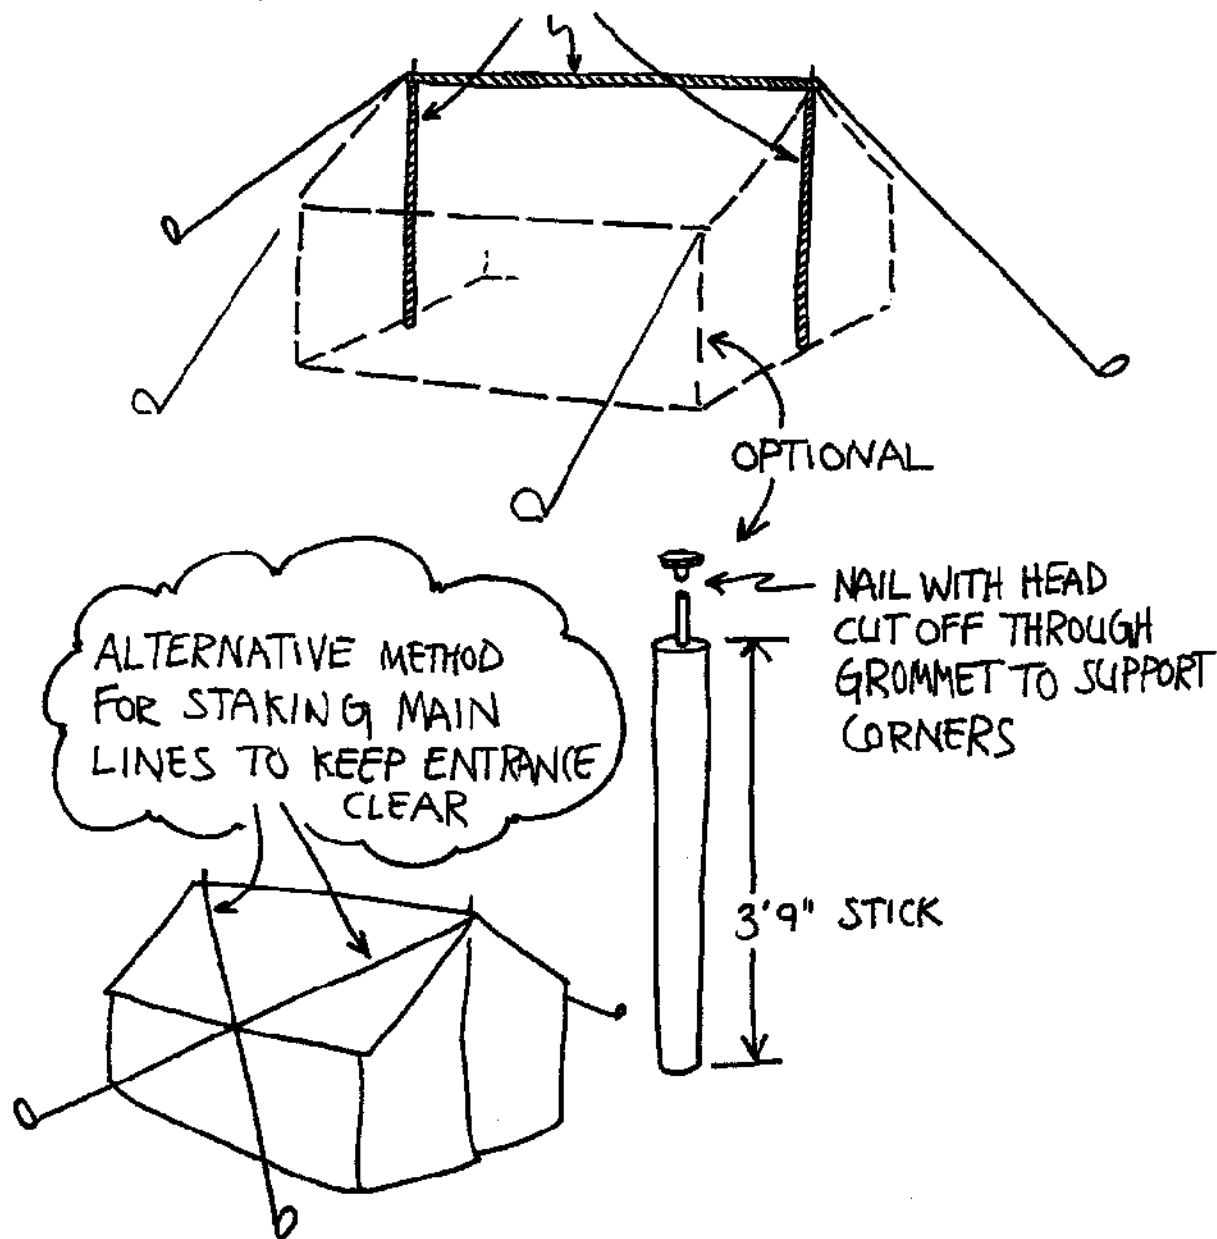 OPTIONAL
NAIL WITH HEAD
CUT OFF THROUGH
GROMMET TO SUPPORT
CORNERS
ALTERNATIVE METHOD
FOR STAKING MAIN
LINES TO KEEP ENTRANCE
CLEAR
3'9" STICK